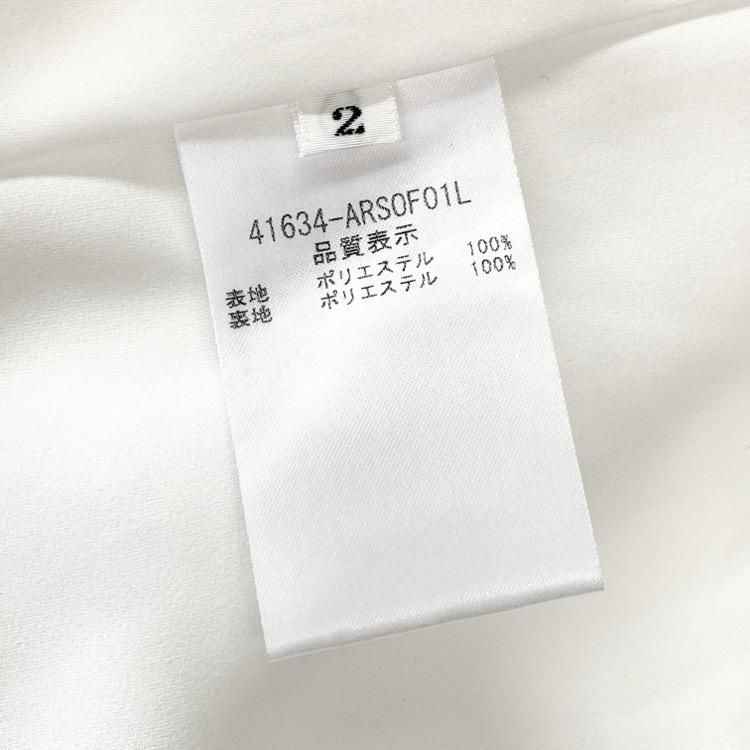 2
41634-ARSOF01L
品質表示
表地 ポリエステル 100%
裏地 ポリエステル 100%